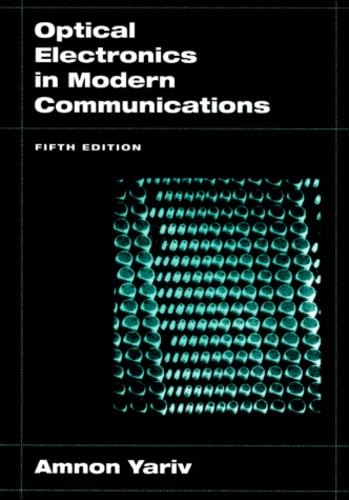 Optical
Electronics
in Modern
Communications
FIFTH EDITION
Amnon Yariv